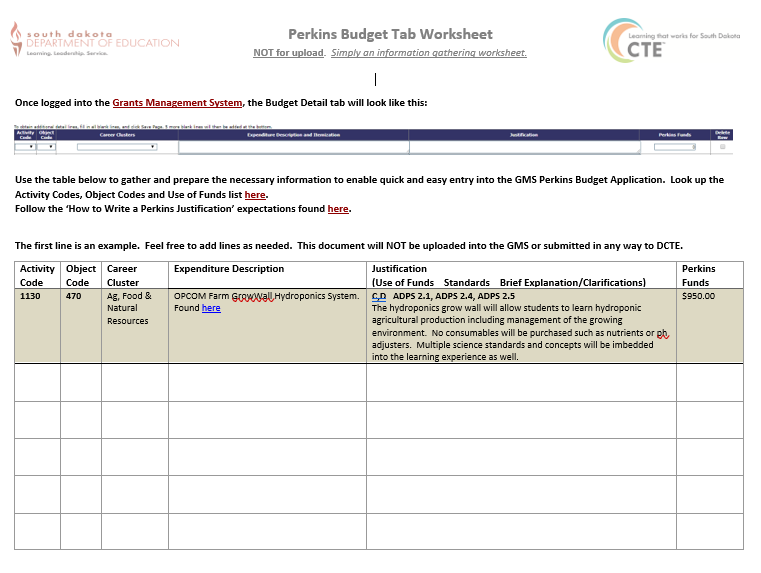 south dakota
DEPARTMENT OF EDUCATION
Learning. Leadership. Service.
Perkins Budget Tab Worksheet
NOT for upload. Simply an information gathering worksheet.
Learning that works for South Dakota
CTE™
Once logged into the Grants Management System, the Budget Detail tab will look like this:
To obtain additional detail lines, fill in all blank lines, and click Save Page. 5 more blank lines will then be added at the bottom.
Activity Code Object Code Career Clusters Expenditure Description and Itemization Justification Perkins Funds Delete Row
Use the table below to gather and prepare the necessary information to enable quick and easy entry into the GMS Perkins Budget Application. Look up the
Activity Codes, Object Codes and Use of Funds list here.
Follow the ‘How to Write a Perkins Justification’ expectations found here.
The first line is an example. Feel free to add lines as needed. This document will NOT be uploaded into the GMS or submitted in any way to DCTE.
Activity Code
Object Code
Career Cluster
Expenditure Description
Justification
(Use of Funds Standards Brief Explanation/Clarifications)
Perkins Funds
1130
470
Ag, Food &
Natural
Resources
OPCOM Farm GrowWall Hydroponics System.
Found here
C,D ADPS 2.1, ADPS 2.4, ADPS 2.5
The hydroponics grow wall will allow students to learn hydroponic
agricultural production including management of the growing
environment. No consumables will be purchased such as nutrients or ph.
adjusters. Multiple science standards and concepts will be imbedded
into the learning experience as well.
$950.00